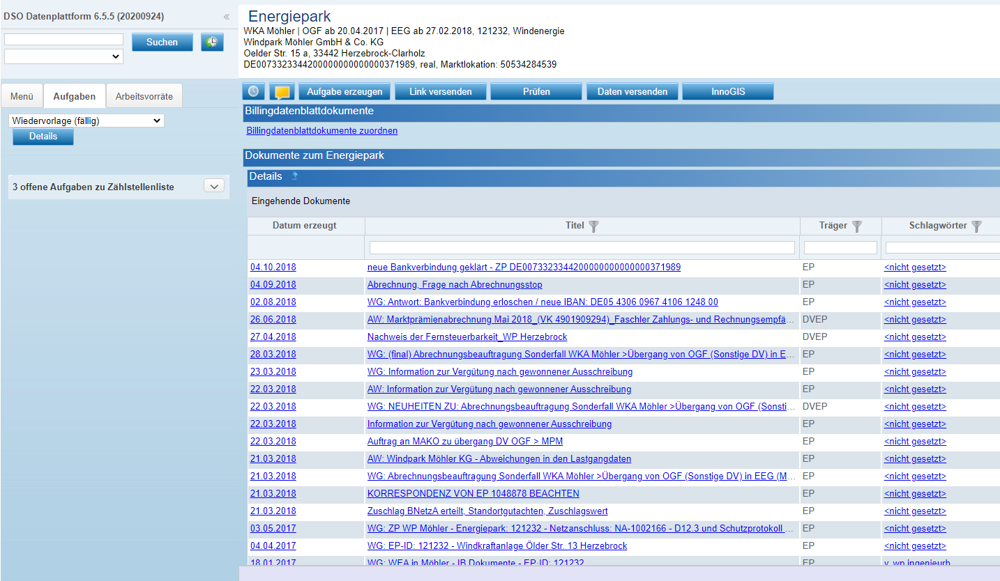 DSO Datenplattform 6.5.5 (20200924) «
Suchen
Menü Aufgaben Arbeitsvorräte
Wiedervorlage (fällig)
Details
3 offene Aufgaben zu Zählstellenliste
Energiepark
WKA Möhler | OGF ab 20.04.2017 | EEG ab 27.02.2018, 121232, Windenergie
Windpark Möhler GmbH & Co. KG
Oelder Str. 15 a, 33442 Herzebrock-Clarholz
DE0073323344200000000000000371989, real, Marktlokation: 50534284539
Aufgabe erzeugen Link versenden Prüfen Daten versenden InnoGIS
Billingdatenblattdokumente
Billingdatenblattdokumente zuordnen
Dokumente zum Energiepark
Details
Eingehende Dokumente
Datum erzeugt Titel Träger Schlagwörter
04.10.2018 neue Bankverbindung geklärt - ZP DE0073323344200000000000000371989 EP <nicht gesetzt>
04.09.2018 Abrechnung, Frage nach Abrechnungsstop EP <nicht gesetzt>
02.08.2018 WG: Antwort: Bankverbindung erloschen / neue IBAN: DE05 4306 0967 4106 1248 00 EP <nicht gesetzt>
26.06.2018 AW: Marktprämienabrechnung Mai 2018_(VK 4901909294)_Faschler Zahlungs- und Rechnungsempfä... DVEP <nicht gesetzt>
27.04.2018 Nachweis der Fernsteuerbarkeit_WP Herzebrock DVEP <nicht gesetzt>
28.03.2018 WG: (final) Abrechnungsbeauftragung Sonderfall WKA Möhler >Übergang von OGF (Sonstige DV) in E... EP <nicht gesetzt>
23.03.2018 WG: Information zur Vergütung nach gewonnener Ausschreibung EP <nicht gesetzt>
22.03.2018 AW: Information zur Vergütung nach gewonnener Ausschreibung EP <nicht gesetzt>
22.03.2018 WG: NEUHEITEN ZU: Abrechnungsbeauftragung Sonderfall WKA Möhler >Übergang von OGF (Sonsti... DVEP <nicht gesetzt>
22.03.2018 Information zur Vergütung nach gewonnener Ausschreibung EP <nicht gesetzt>
22.03.2018 Auftrag an MAKO zu übergang DV OGF > MPM EP <nicht gesetzt>
21.03.2018 AW: Windpark Möhler KG - Abweichungen in den Lastgangdaten EP <nicht gesetzt>
21.03.2018 WG: Abrechnungsbeauftragung Sonderfall WKA Möhler >Übergang von OGF (Sonstige DV) in EEG (M... EP <nicht gesetzt>
21.03.2018 KORRESPONDENZ VON EP 1048878 BEACHTEN EP <nicht gesetzt>
21.03.2018 Zuschlag BNetzA erteilt, Standortgutachten, Zuschlagswert EP <nicht gesetzt>
03.05.2017 WG: ZP WP Möhler - Energiepark: 121232 - Netzanschluss: NA-1002166 - D12.3 und Schutzprotokoll ... EP <nicht gesetzt>
04.04.2017 WG: EP-ID: 121232 - Windkraftanlage Ölder Str. 13 Herzebrock EP <nicht gesetzt>
18.01.2017 WG: WEA in Möhler - IB Dokumente - EP-ID: 121232 EP v. wp ingenieurb